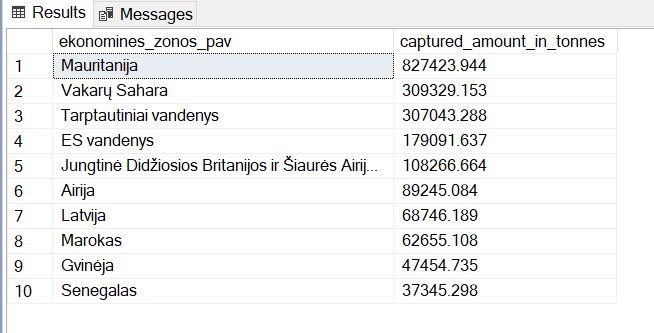 Results Messages
ekonomines_zonos_pav captured_amount_in_tonnes
1 Mauritanija 827423.944
2 Vakarų Sahara 309329.153
3 Tarptautiniai vandenys 307043.288
4 ES vandenys 179091.637
5 Jungtinė Didžiosios Britanijos ir Šiaurės Airij... 108266.664
6 Airija 89245.084
7 Latvija 68746.189
8 Marokas 62655.108
9 Gvinėja 47454.735
10 Senegalas 37345.298